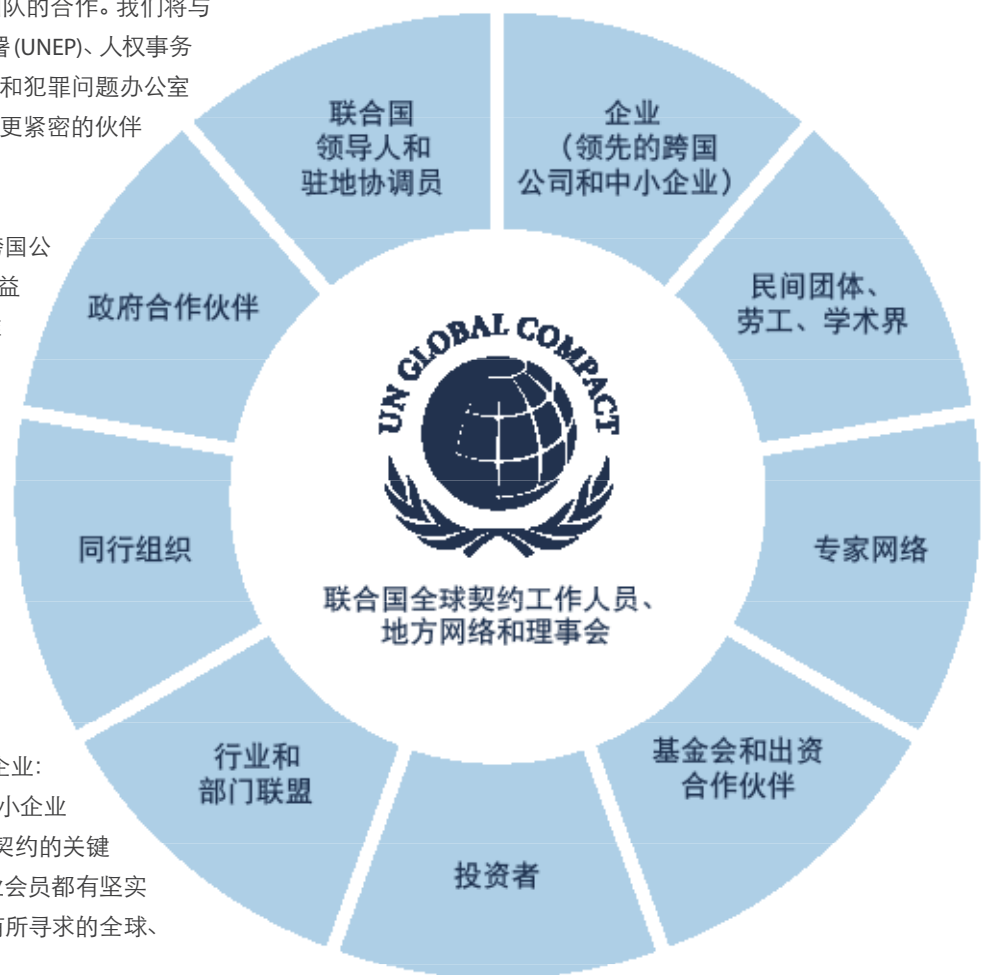 队的合作。我们将与
署 (UNEP)、人权事务
和犯罪问题办公室
更紧密的伙伴
跨国公
益
企业:
小企业
契约的关键
业会员都有坚实
有所寻求的全球、
联合国
领导人和
驻地协调员
企业
（领先的跨国
公司和中小企业）
民间团体、
劳工、学术界
专家网络
基金会和出资
合作伙伴
投资者
行业和
部门联盟
同行组织
政府合作伙伴
UN GLOBAL COMPACT
联合国全球契约工作人员、
地方网络和理事会